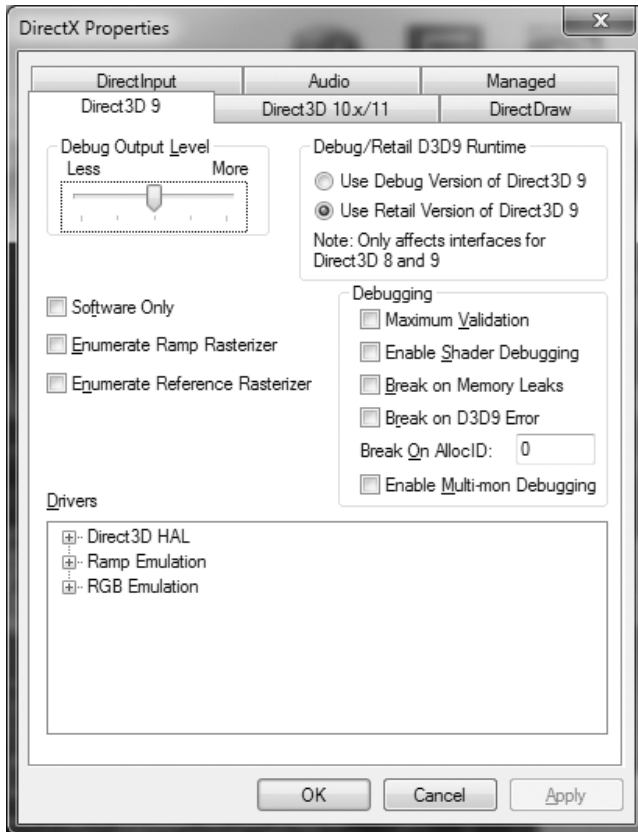 DirectX Properties
X
DirectInput Audio Managed
Direct3D 9 Direct3D 10.x/11 DirectDraw
Debug Output Level
Less More
Debug/Retail D3D9 Runtime
Use Debug Version of Direct3D 9
Use Retail Version of Direct3D 9
Note: Only affects interfaces for
Direct3D 8 and 9
Software Only
Enumerate Ramp Rasterizer
Enumerate Reference Rasterizer
Debugging
Maximum Validation
Enable Shader Debugging
Break on Memory Leaks
Break on D3D9 Error
Break On AllocID: 0
Enable Multi-mon Debugging
Drivers
Direct3D HAL
Ramp Emulation
RGB Emulation
OK Cancel Apply